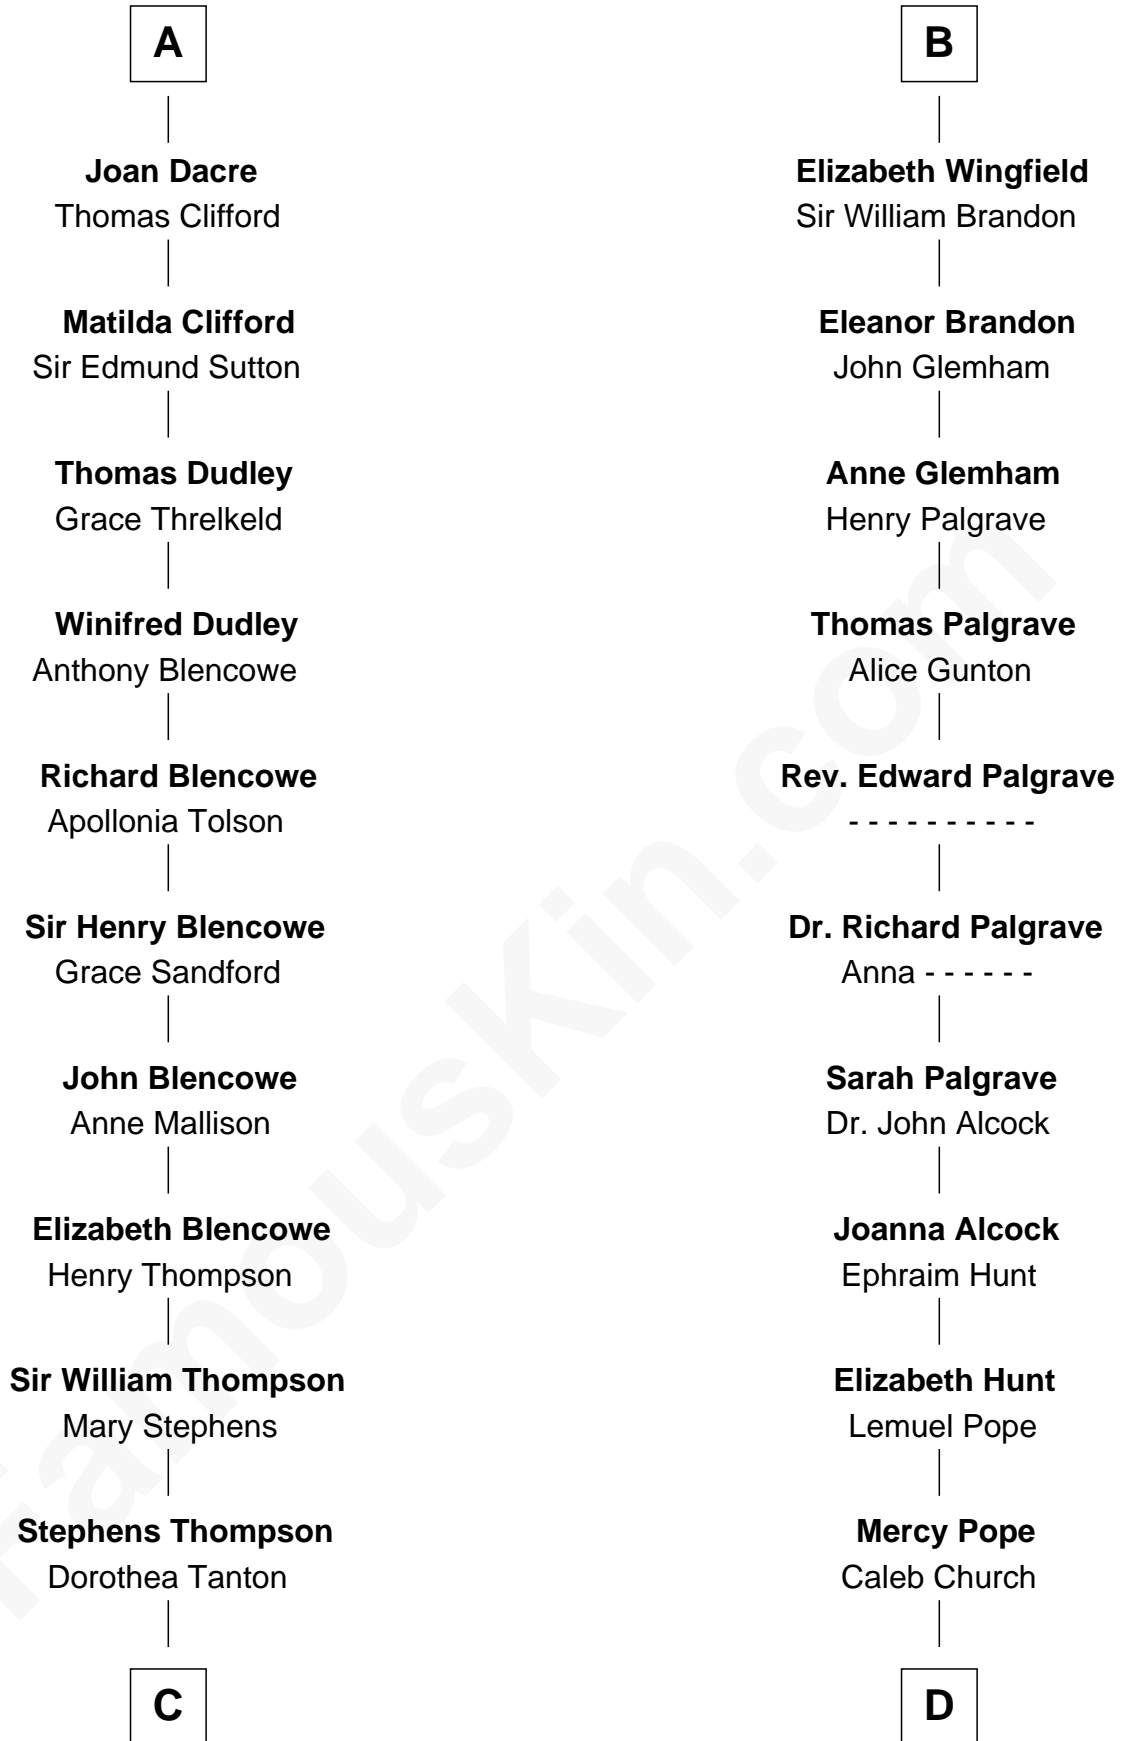 A
Joan Dacre
Thomas Clifford
Matilda Clifford
Sir Edmund Sutton
Thomas Dudley
Grace Threlkeld
Winifred Dudley
Anthony Blencowe
Richard Blencowe
Apollonia Tolson
Sir Henry Blencowe
Grace Sandford
John Blencowe
Anne Mallison
Elizabeth Blencowe
Henry Thompson
Sir William Thompson
Mary Stephens
Stephens Thompson
Dorothea Tanton
C
B
Elizabeth Wingfield
Sir William Brandon
Eleanor Brandon
John Glemham
Anne Glemham
Henry Palgrave
Thomas Palgrave
Alice Gunton
Rev. Edward Palgrave
- - - - - - - - - -
Dr. Richard Palgrave
Anna - - - - - -
Sarah Palgrave
Dr. John Alcock
Joanna Alcock
Ephraim Hunt
Elizabeth Hunt
Lemuel Pope
Mercy Pope
Caleb Church
D
FamousKin.com